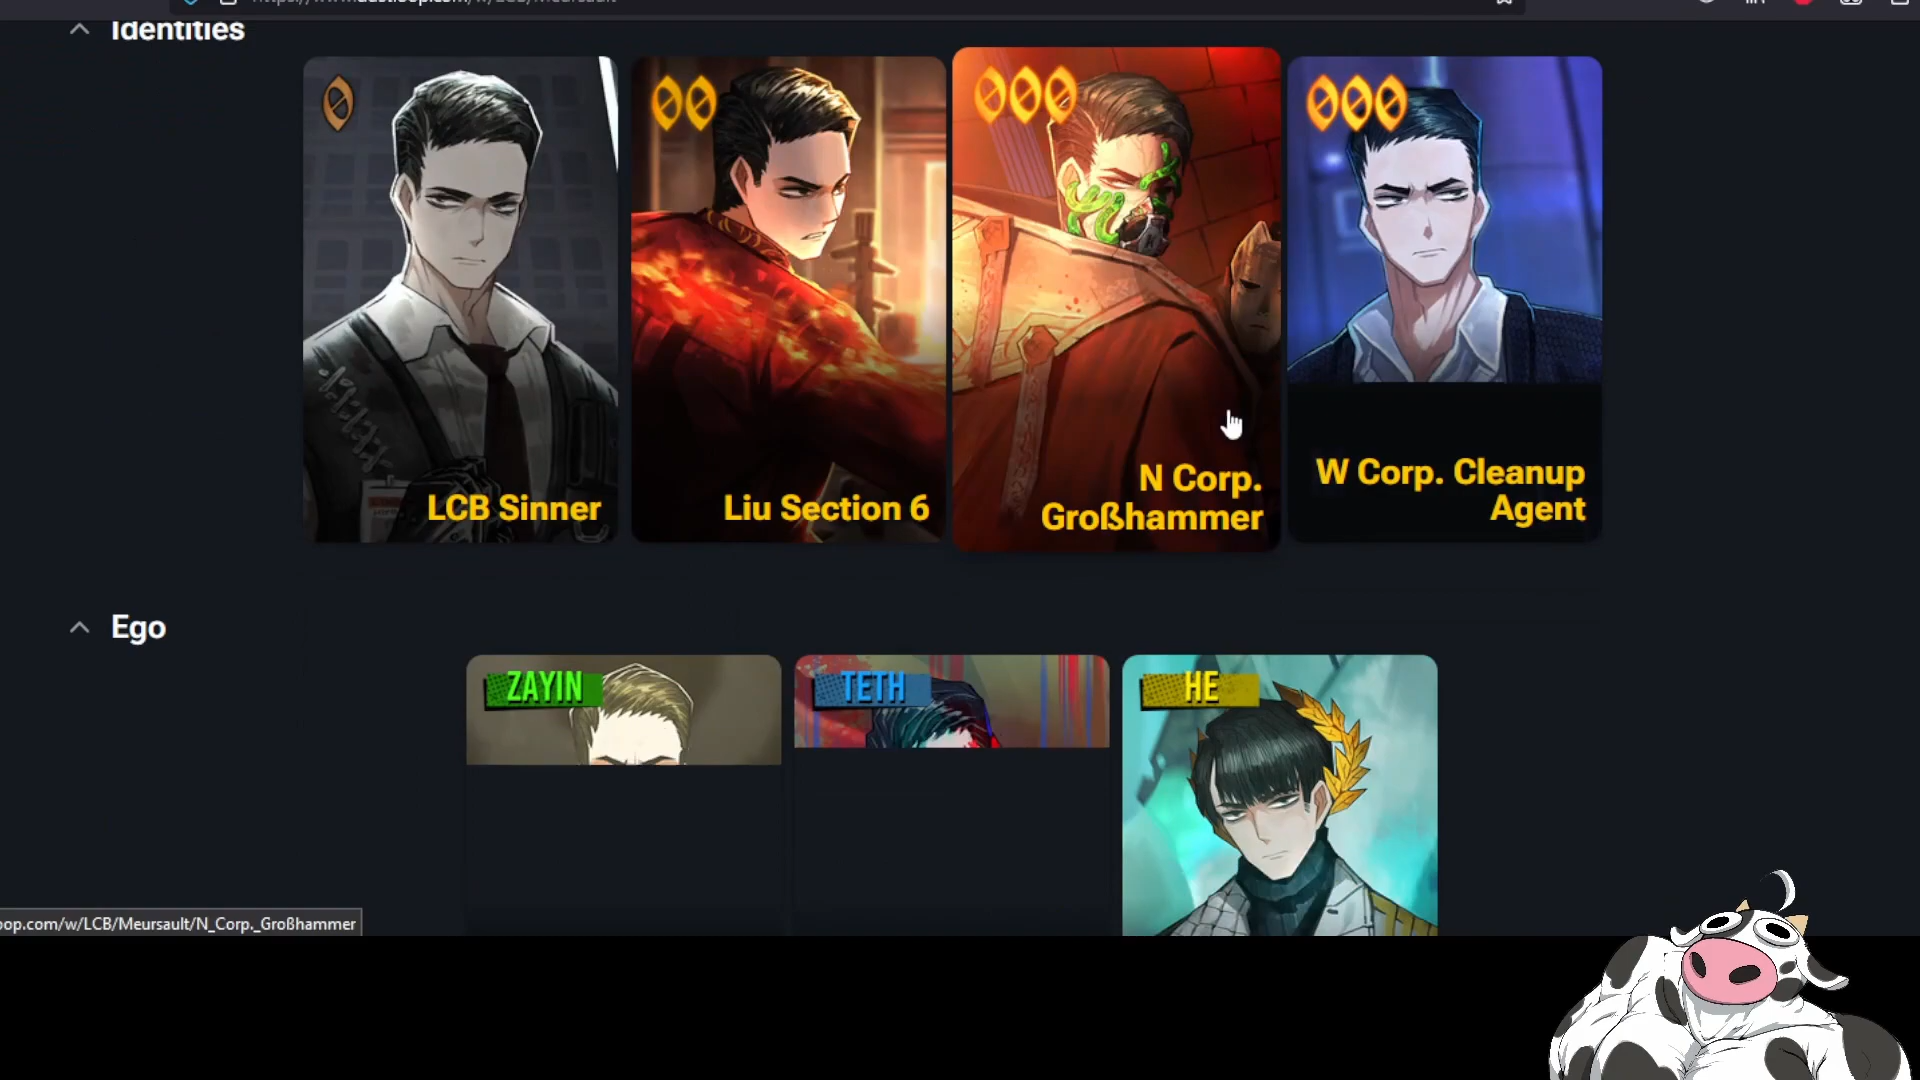 Identities
LCB Sinner
Liu Section 6
N Corp.
Großhammer
W Corp. Cleanup
Agent
Ego
ZAYIN
TETH
HE
oop.com/w/LCB/Meursault/N_Corp._Großhammer